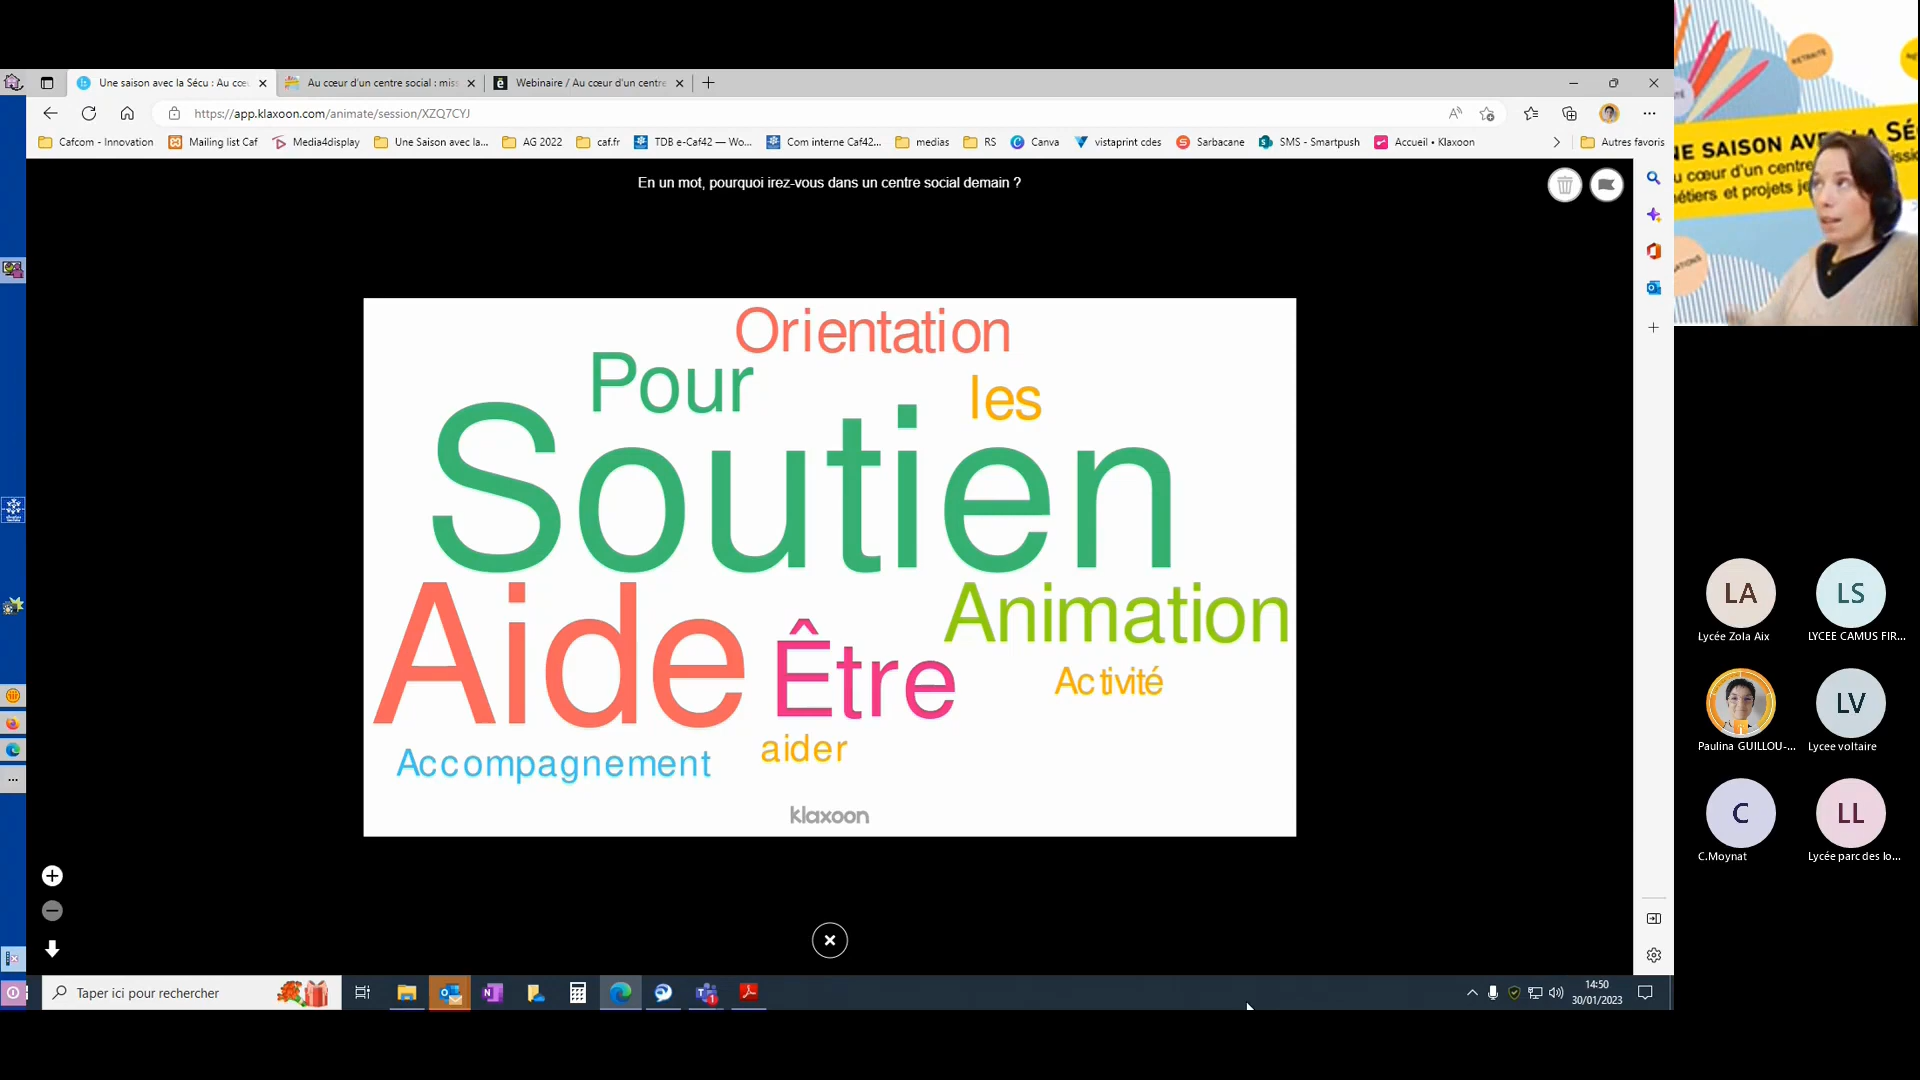 Une saison avec la Sécu : Au cœu
Au cœur d'un centre social : miss
Webinaire / Au cœur d'un centre
https://app.klaxoon.com/animate/session/XZQ7CYJ
Cafcom - Innovation
Mailing list Caf
Media4display
Une Saison avec la...
AG 2022
caf.fr
TDB e-Caf42 — Wo...
Com interne Caf42...
medias
RS
Canva
vistaprint cdes
Sarbacane
SMS - Smartpush
Accueil • Klaxoon
Autres favoris
En un mot, pourquoi irez-vous dans un centre social demain ?
Orientation
Pour
les
Soutien
Aide
Être
Animation
Activité
Accompagnement
aider
klaxoon
RETRAITE
NE SAISON AVEC LA SÉ
u cœur d'un centre
métiers et projets je
ATIONS
LA
LS
Lycée Zola Aix
LYCEE CAMUS FIR...
LV
Paulina GUILLOU-...
Lycee voltaire
C
LL
C.Moynat
Lycée parc des lo...
Taper ici pour rechercher
14:50
30/01/2023